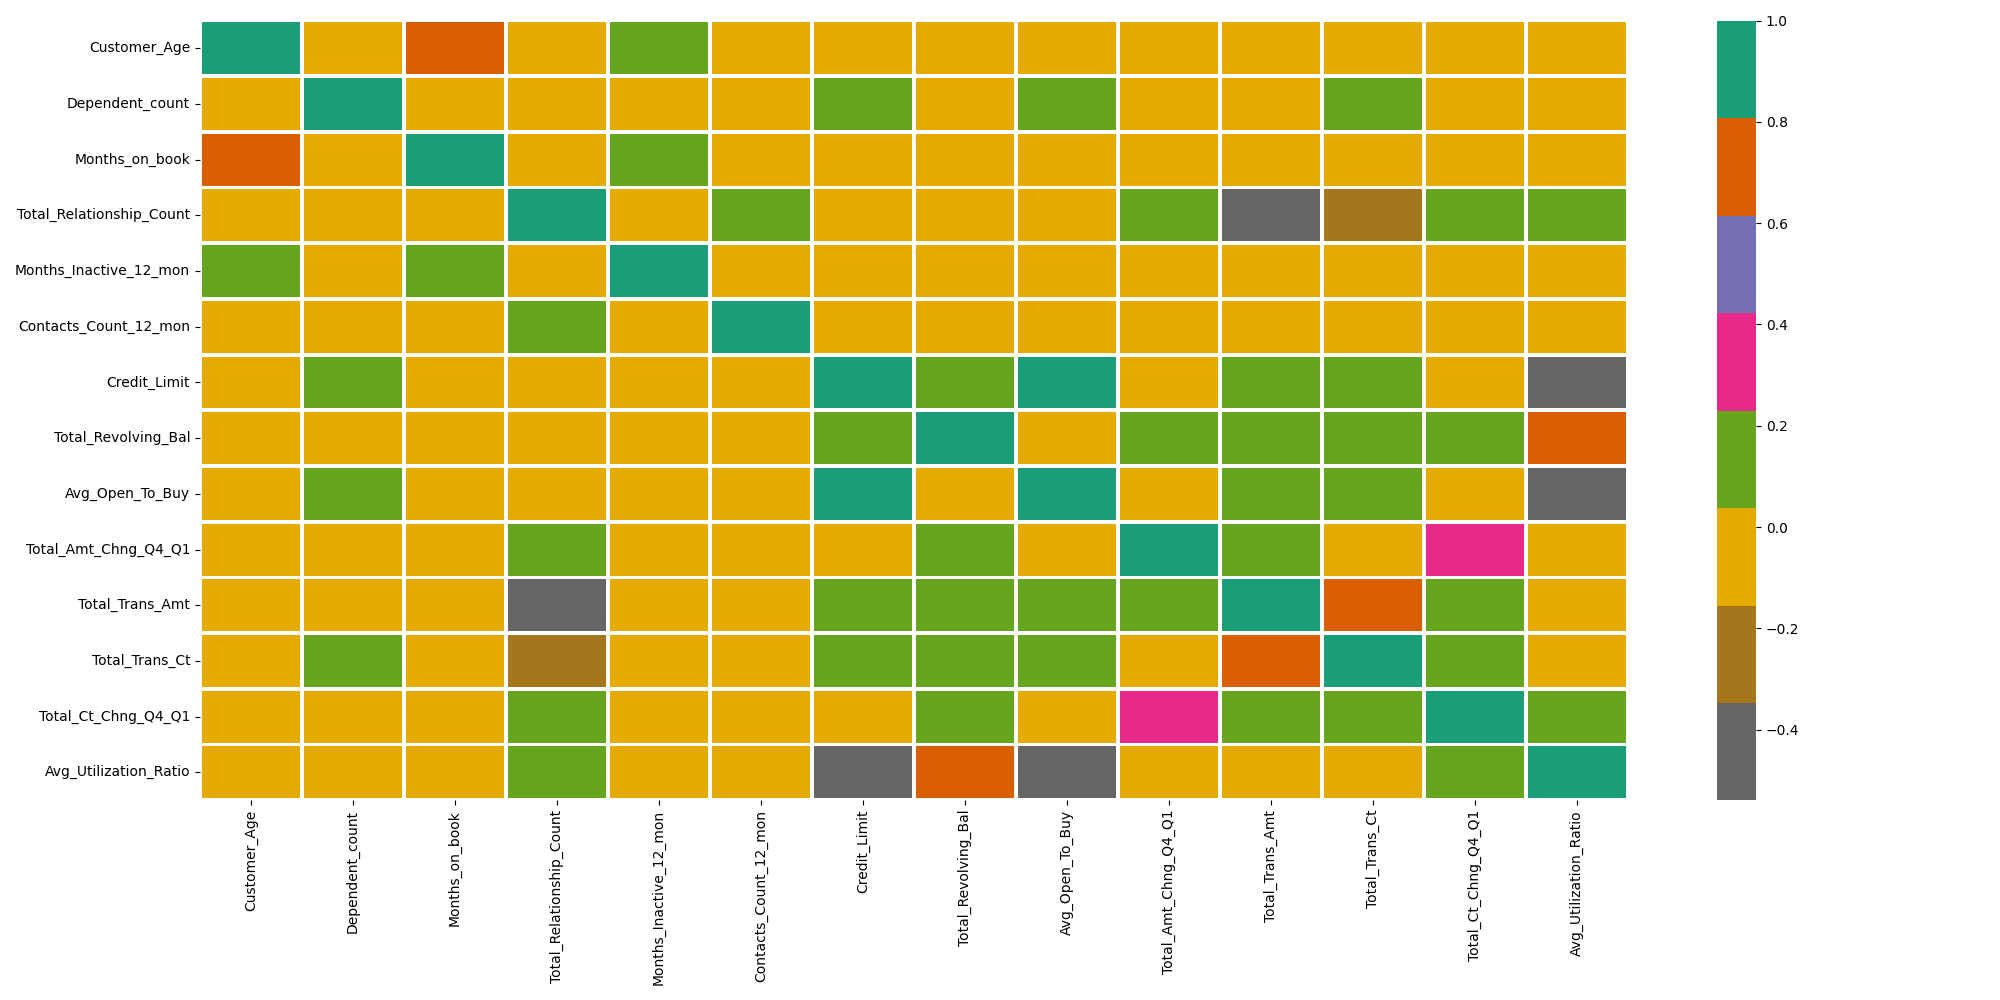 Customer_Age
Dependent_count
Months_on_book
Total_Relationship_Count
Months_Inactive_12_mon
Contacts_Count_12_mon
Credit_Limit
Total_Revolving_Bal
Avg_Open_To_Buy
Total_Amt_Chng_Q4_Q1
Total_Trans_Amt
Total_Trans_Ct
Total_Ct_Chng_Q4_Q1
Avg_Utilization_Ratio
Customer_Age
Dependent_count
Months_on_book
Total_Relationship_Count
Months_Inactive_12_mon
Contacts_Count_12_mon
Credit_Limit
Total_Revolving_Bal
Avg_Open_To_Buy
Total_Amt_Chng_Q4_Q1
Total_Trans_Amt
Total_Trans_Ct
Total_Ct_Chng_Q4_Q1
Avg_Utilization_Ratio
1.0
0.8
0.6
0.4
0.2
0.0
−0.2
−0.4